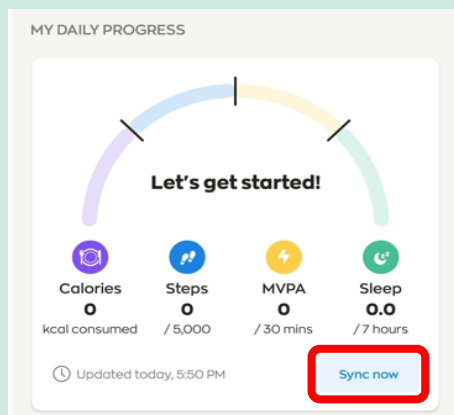 MY DAILY PROGRESS
Let's get started!
Calories Steps MVPA Sleep
0 0 0 0.0
kcal consumed / 5,000 / 30 mins / 7 hours
Updated today, 5:50 PM Sync now